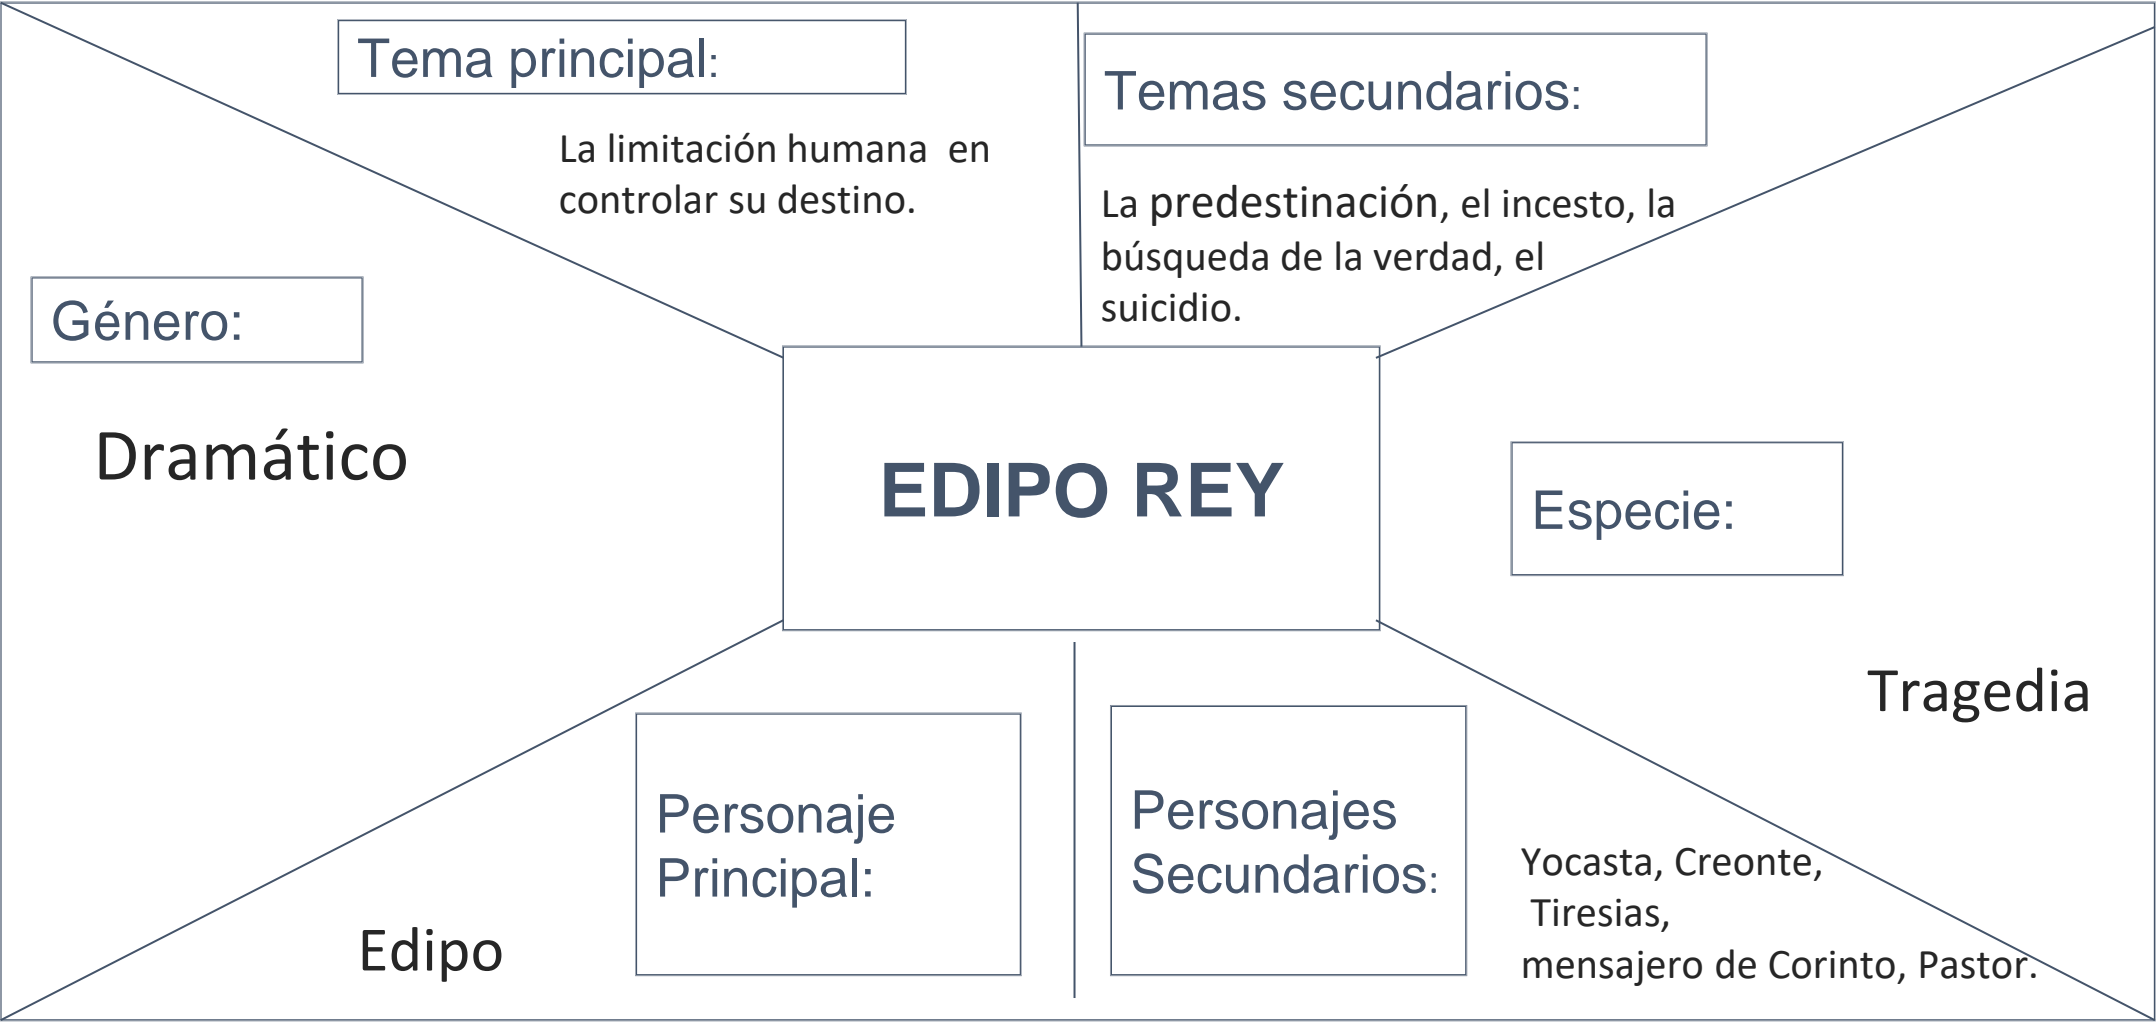 Tema principal:
La limitación humana  en
controlar su destino.
Temas secundarios:
La predestinación, el incesto, la
búsqueda de la verdad, el
suicidio.
Género:
Dramático
EDIPO REY
Especie:
Tragedia
Personaje
Principal:
Edipo
Personajes
Secundarios:
Yocasta, Creonte,
Tiresias,
mensajero de Corinto, Pastor.